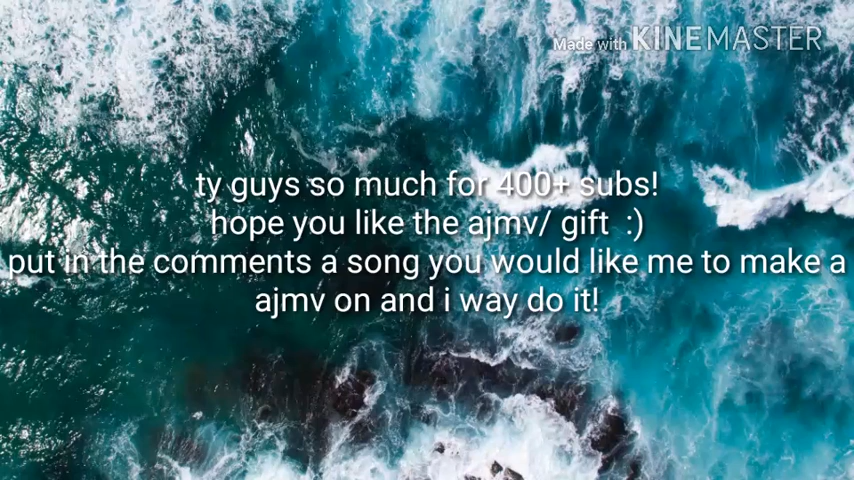 Made with KINEMASTER
ty guys so much for 400+ subs!
hope you like the ajmv/ gift :)
put in the comments a song you would like me to make a
ajmv on and i way do it!